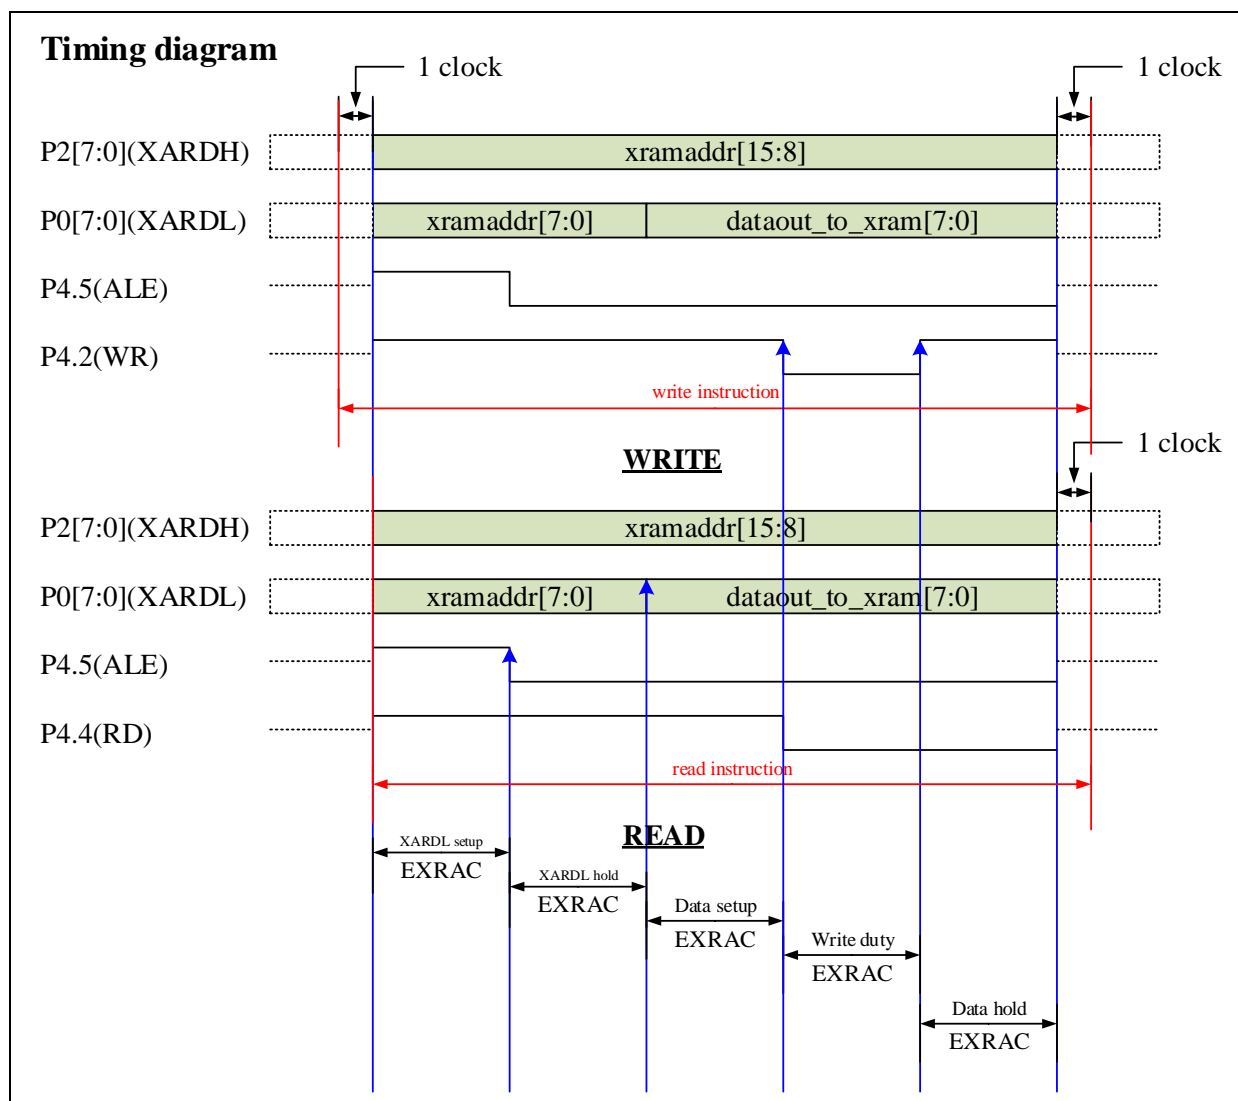 Timing diagram
1 clock
1 clock
P2[7:0](XARDH)
xramaddr[15:8]
P0[7:0](XARDL)
xramaddr[7:0]
dataout_to_xram[7:0]
P4.5(ALE)
P4.2(WR)
write instruction
WRITE
1 clock
P2[7:0](XARDH)
xramaddr[15:8]
P0[7:0](XARDL)
xramaddr[7:0]
dataout_to_xram[7:0]
P4.5(ALE)
P4.4(RD)
read instruction
READ
XARDL setup
EXRAC
XARDL hold
EXRAC
Data setup
EXRAC
Write duty
EXRAC
Data hold
EXRAC